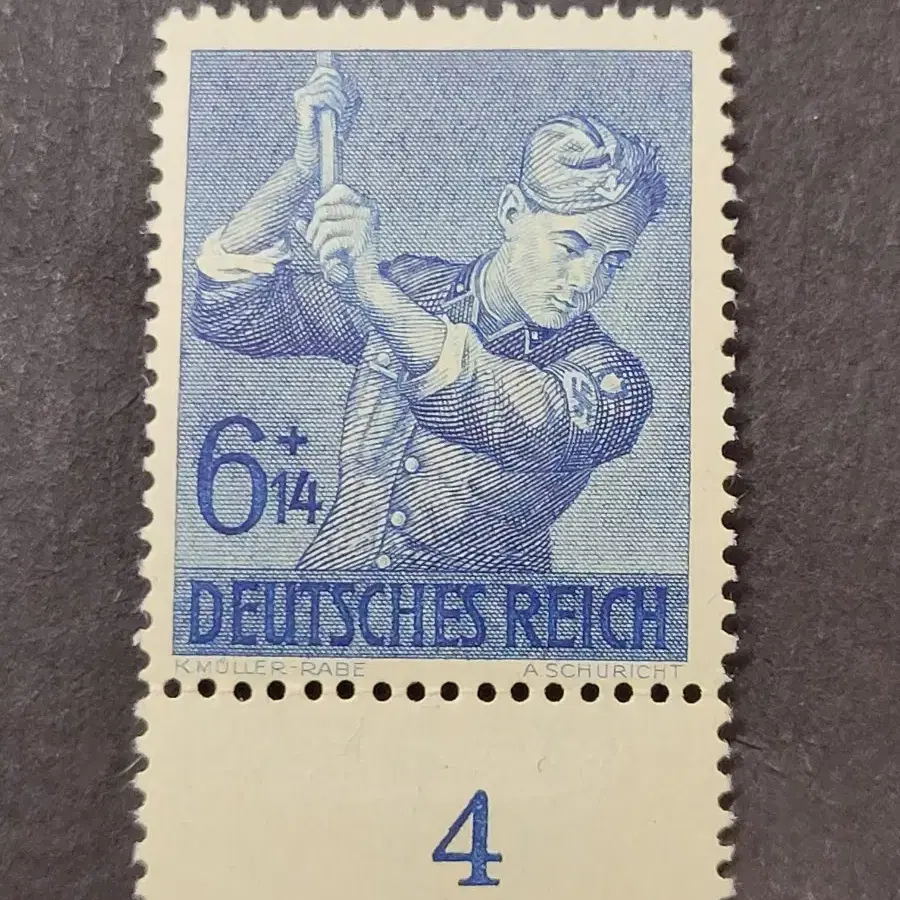 6+14
DEUTSCHES REICH
K.MÜLLER-RABE A.SCHURICHT
4